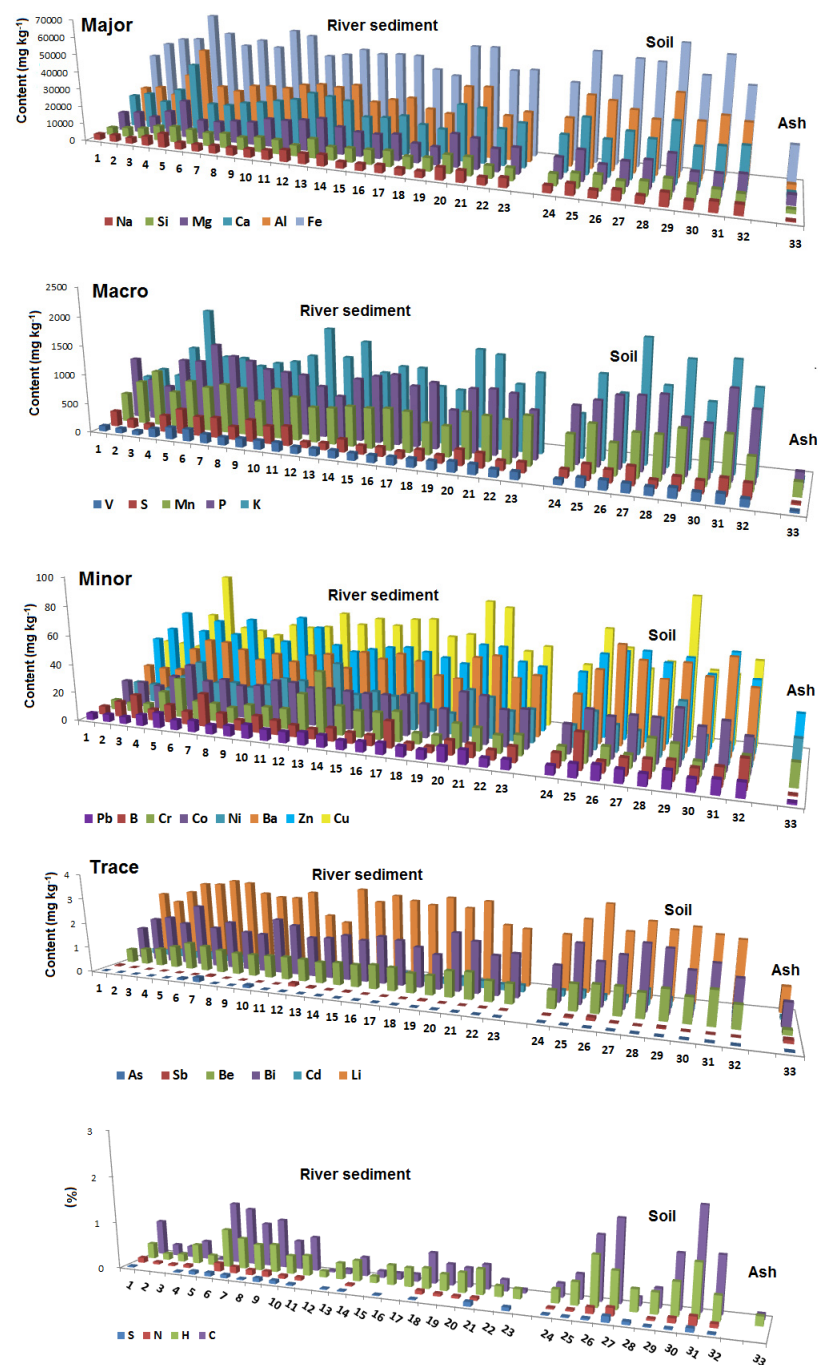 Major
River sediment
Soil
Ash
Content (mg kg-1)
70000
60000
50000
40000
30000
20000
10000
0
1 2 3 4 5 6 7 8 9 10 11 12 13 14 15 16 17 18 19 20 21 22 23 24 25 26 27 28 29 30 31 32 33
Na Si Mg Ca Al Fe
Macro
River sediment
Soil
Ash
Content (mg kg-1)
2500
2000
1500
1000
500
0
1 2 3 4 5 6 7 8 9 10 11 12 13 14 15 16 17 18 19 20 21 22 23 24 25 26 27 28 29 30 31 32 33
V S Mn P K
Minor
River sediment
Soil
Ash
Content (mg kg-1)
100
80
60
40
20
0
1 2 3 4 5 6 7 8 9 10 11 12 13 14 15 16 17 18 19 20 21 22 23 24 25 26 27 28 29 30 31 32 33
Pb B Cr Co Ni Ba Zn Cu
Trace
River sediment
Soil
Ash
Content (mg kg-1)
4
3
2
1
0
1 2 3 4 5 6 7 8 9 10 11 12 13 14 15 16 17 18 19 20 21 22 23 24 25 26 27 28 29 30 31 32 33
As Sb Be Bi Cd Li
River sediment
Soil
Ash
(%)
3
2
1
0
1 2 3 4 5 6 7 8 9 10 11 12 13 14 15 16 17 18 19 20 21 22 23 24 25 26 27 28 29 30 31 32 33
S N H C